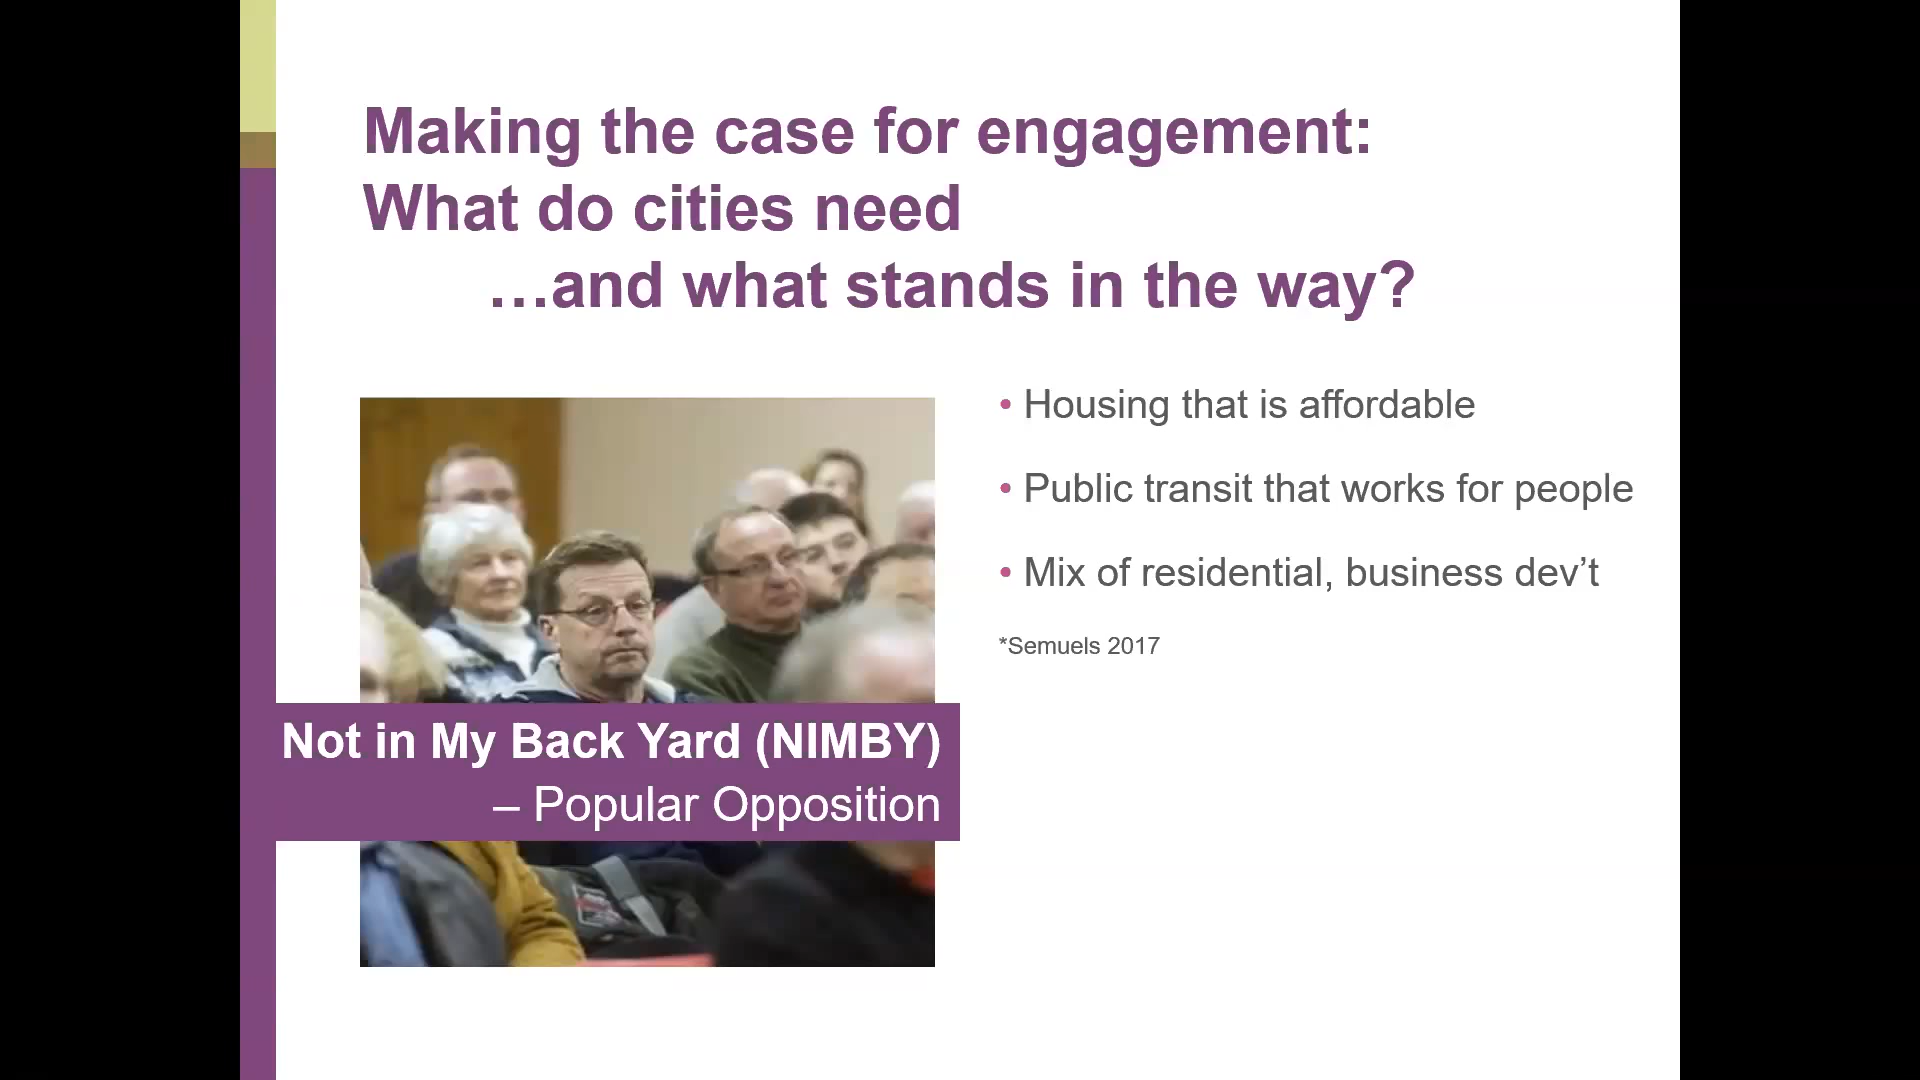 Making the case for engagement:
What do cities need
…and what stands in the way?
• Housing that is affordable
• Public transit that works for people
• Mix of residential, business dev’t
*Semuels 2017
Not in My Back Yard (NIMBY)
– Popular Opposition